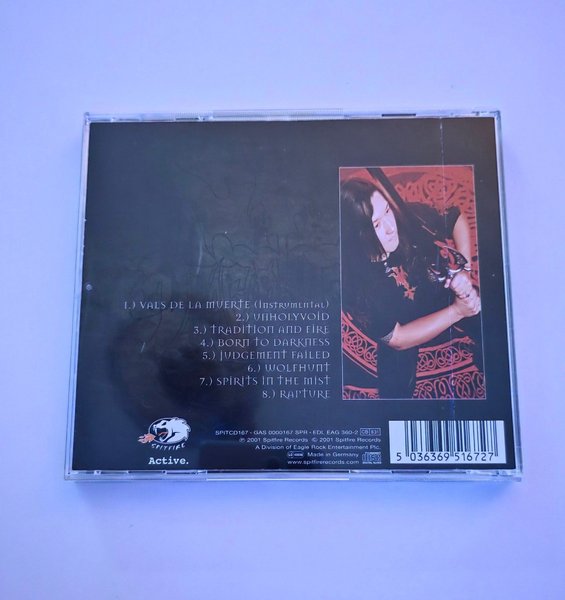 1.) VALS DE LA MUERTE (INSTRUMENTAL)
2.) UNHOLYVOID
3.) TRADITION AND FIRE
4.) BORN TO DARKNESS
5.) JUDGEMENT FAILED
6.) WOLFHUNT
7.) SPIRITS IN THE MIST
8.) RAPTURE
SPITFIRE
Active.
SPITCD167 - GAS 0000167 SPR - EDL EAG 360-2
℗ 2001 Spitfire Records © 2001 Spitfire Records
A Division of Eagle Rock Entertainment Plc.
Made in Germany
www.spitfirerecords.com
5 036369 516727